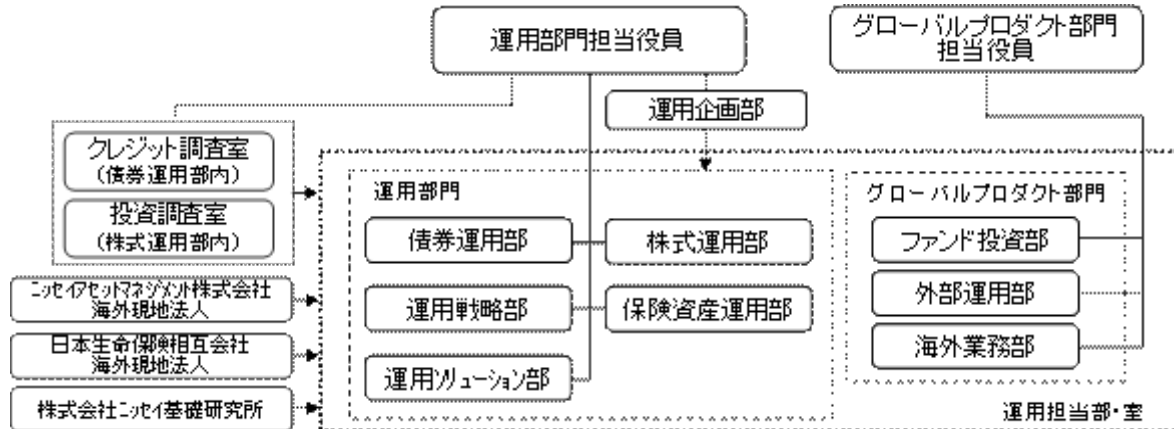 運用部門担当役員
グローバルプロダクト部門
担当役員
運用企画部
クレジット調査室
(債券運用部内)
投資調査室
(株式運用部内)
運用部門
債券運用部
株式運用部
運用戦略部
保険資産運用部
運用ソリューション部
グローバルプロダクト部門
ファンド投資部
外部運用部
海外業務部
ニッセイアセットマネジメント株式会社
海外現地法人
日本生命保険相互会社
海外現地法人
株式会社ニッセイ基礎研究所
運用担当部・室